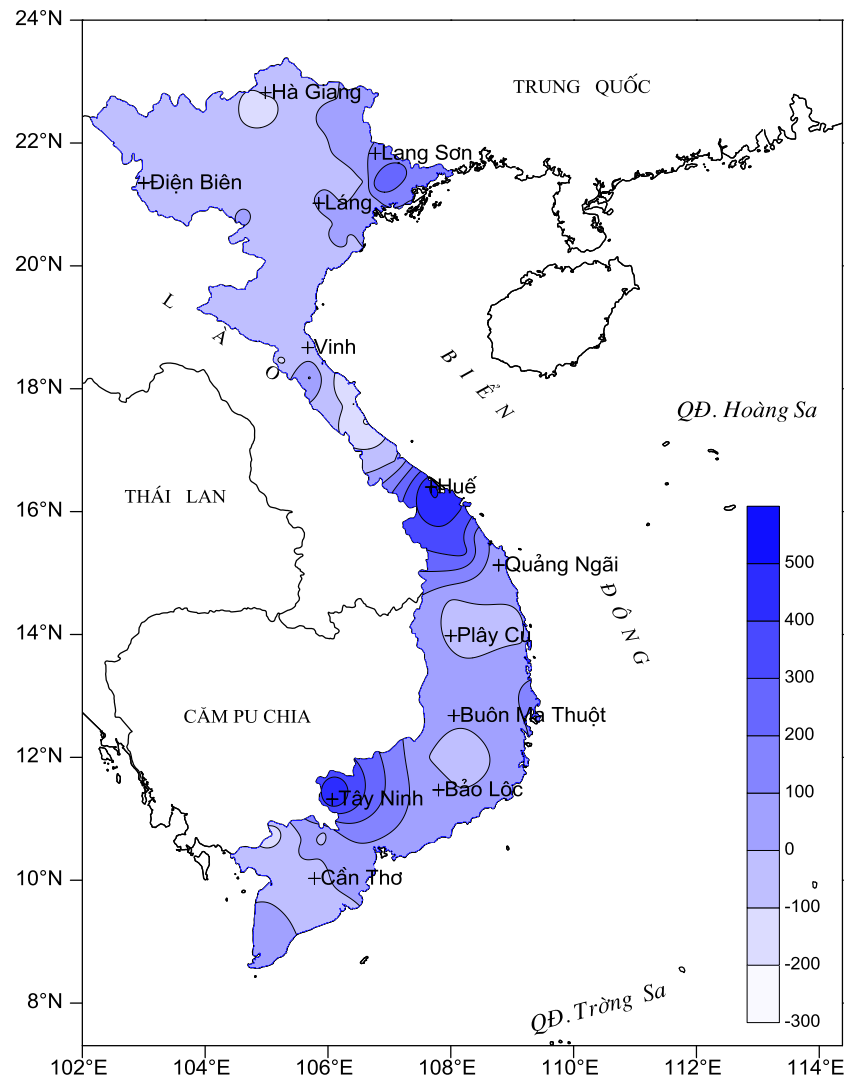 24°N
TRUNG QUỐC
Hà Giang
22°N
Lạng Sơn
Điện Biên
Láng
20°N
L À O
Vinh
BIỂN
18°N
QĐ. Hoàng Sa
THÁI LAN
Huế
16°N
Quảng Ngãi
500
ĐÔNG
400
14°N
Plây Cu
300
CĂM PU CHIA
Buôn Ma Thuột
200
12°N
Bảo Lộc
Tây Ninh
100
0
10°N
Cần Thơ
-100
-200
8°N
QĐ. Trờng Sa
-300
102°E 104°E 106°E 108°E 110°E 112°E 114°E